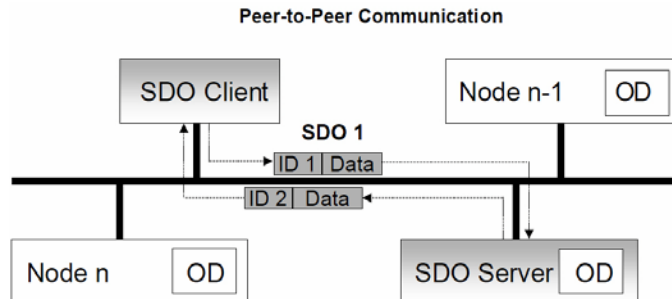 Peer-to-Peer Communication
SDO Client
Node n-1 OD
SDO 1
ID 1 Data
ID 2 Data
Node n OD
SDO Server OD